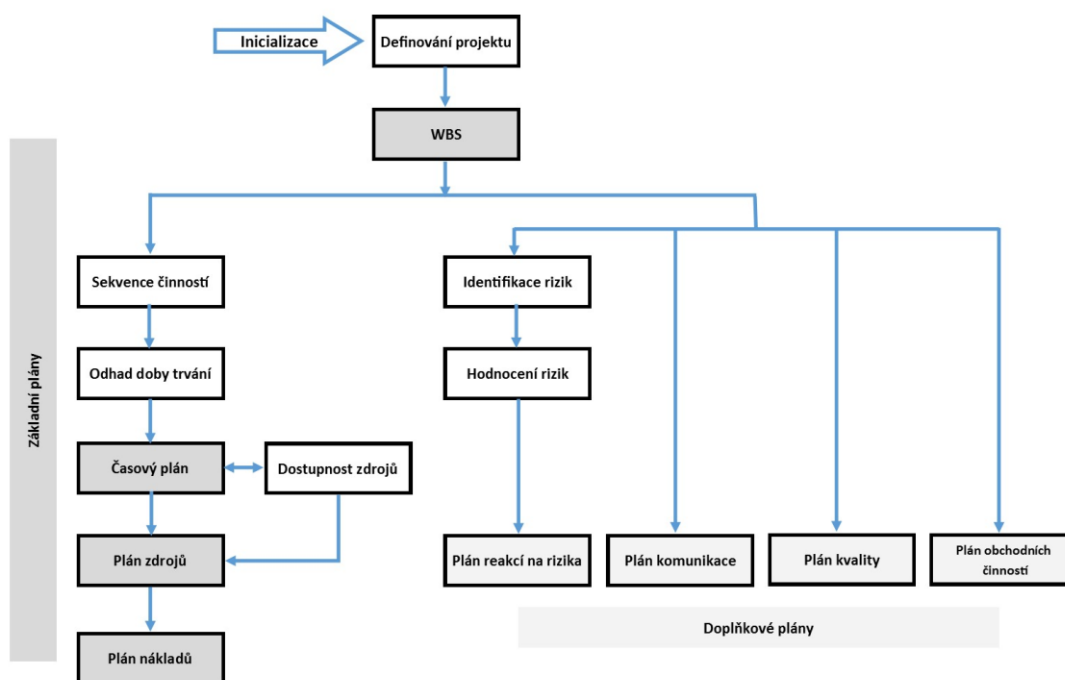 Inicializace
Definování projektu
WBS
Základní plány
Sekvence činností
Identifikace rizik
Odhad doby trvání
Hodnocení rizik
Časový plán
Dostupnost zdrojů
Plán zdrojů
Plán reakcí na rizika
Plán komunikace
Plán kvality
Plán obchodních
činností
Doplňkové plány
Plán nákladů